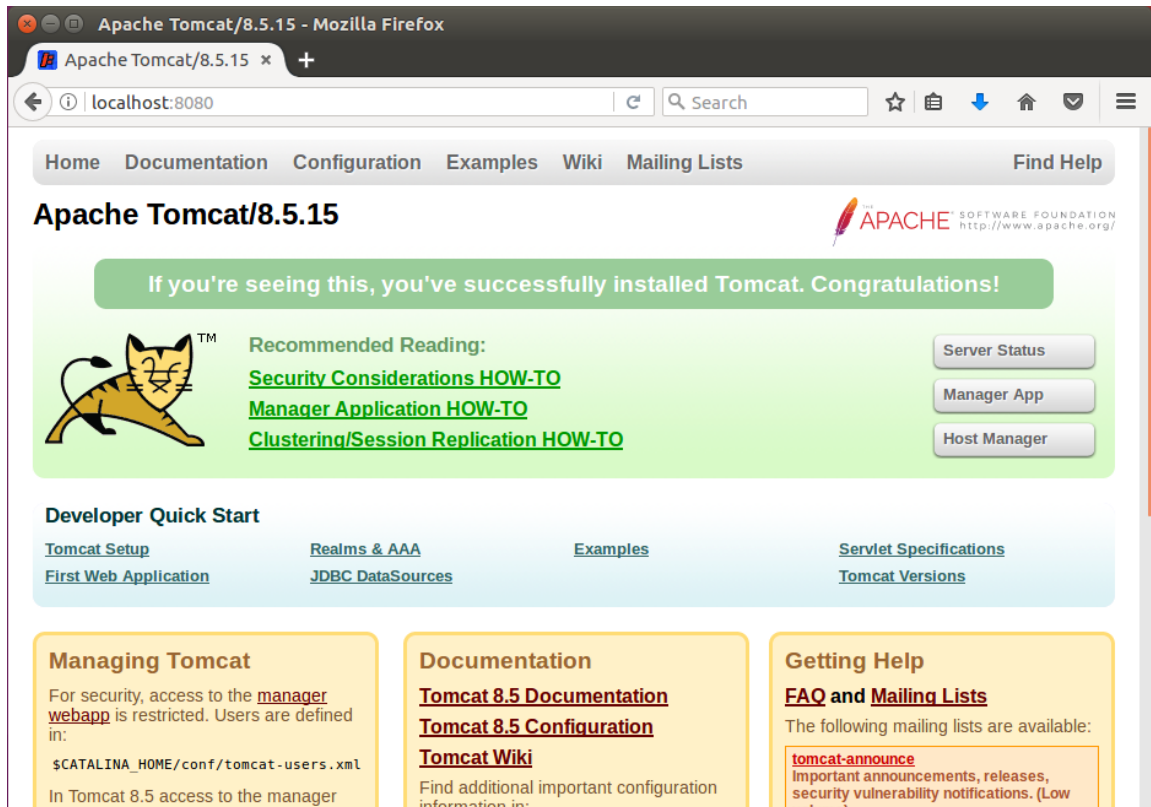 Apache Tomcat/8.5.15 - Mozilla Firefox
Apache Tomcat/8.5.15
localhost:8080
Search
Home Documentation Configuration Examples Wiki Mailing Lists Find Help
Apache Tomcat/8.5.15
THE
APACHE® SOFTWARE FOUNDATION
http://www.apache.org/
If you're seeing this, you've successfully installed Tomcat. Congratulations!
TM
Recommended Reading:
Security Considerations HOW-TO
Manager Application HOW-TO
Clustering/Session Replication HOW-TO
Server Status
Manager App
Host Manager
Developer Quick Start
Tomcat Setup
First Web Application
Realms & AAA
JDBC DataSources
Examples
Servlet Specifications
Tomcat Versions
Managing Tomcat
For security, access to the manager
webapp is restricted. Users are defined
in:
$CATALINA_HOME/conf/tomcat-users.xml
In Tomcat 8.5 access to the manager
Documentation
Tomcat 8.5 Documentation
Tomcat 8.5 Configuration
Tomcat Wiki
Find additional important configuration
information in:
Getting Help
FAQ and Mailing Lists
The following mailing lists are available:
tomcat-announce
Important announcements, releases,
security vulnerability notifications. (Low